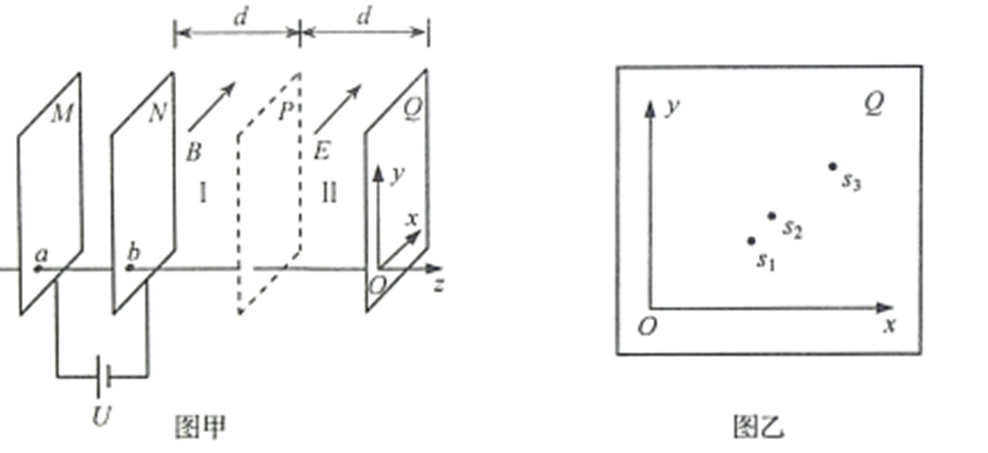 d d
M N P Q
B E
I II
y
x
a b O z
U
图甲
y Q
s3
s2
s1
O x
图乙